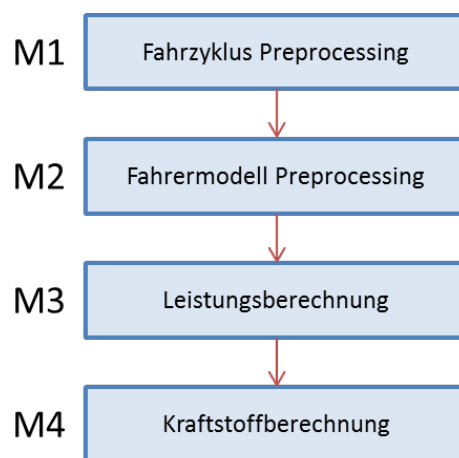 M1 Fahrzyklus Preprocessing
M2 Fahrermodell Preprocessing
M3 Leistungsberechnung
M4 Kraftstoffberechnung